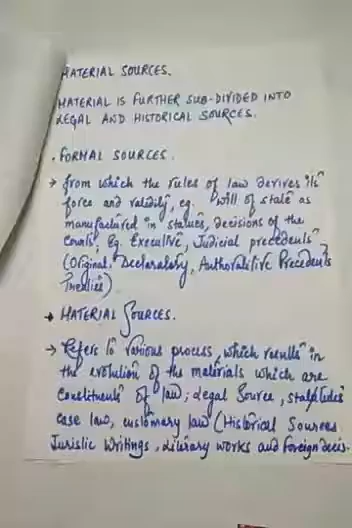 MATERIAL SOURCES.
MATERIAL IS FURTHER SUB-DIVIDED INTO
LEGAL AND HISTORICAL SOURCES.
. FORMAL SOURCES.
→ from which the rules of law derives its
force and validity, eg. "will of state as
manufactured in statues, decisions of the
Courts. Eg. Executive, Judicial precedents"
(Original, Declaratory, Authoratitive Precedents
Theories)
→ MATERIAL SOURCES.
→ Refers to various process, which results in
the evolution of the materials which are
Constituents of law; Legal Source,
case law, customary law (Historical Sources
Juristic Writings, Literary works and foreign decis.